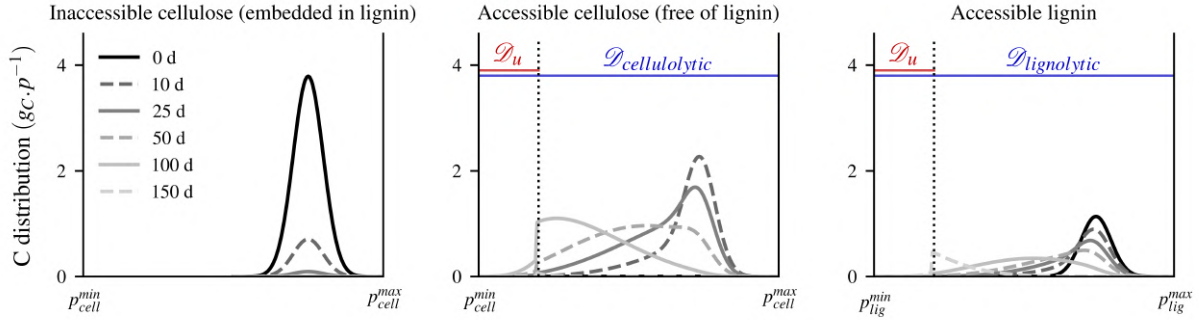 Inaccessible cellulose (embedded in lignin)
Accessible cellulose (free of lignin)
Accessible lignin
C distribution (gC·p⁻¹)
4
2
0
0 d
10 d
25 d
50 d
100 d
150 d
p_cell^min
p_cell^max
4
2
0
𝒟_u
𝒟_cellulolytic
p_cell^min
p_cell^max
4
2
0
𝒟_u
𝒟_lignolytic
p_lig^min
p_lig^max